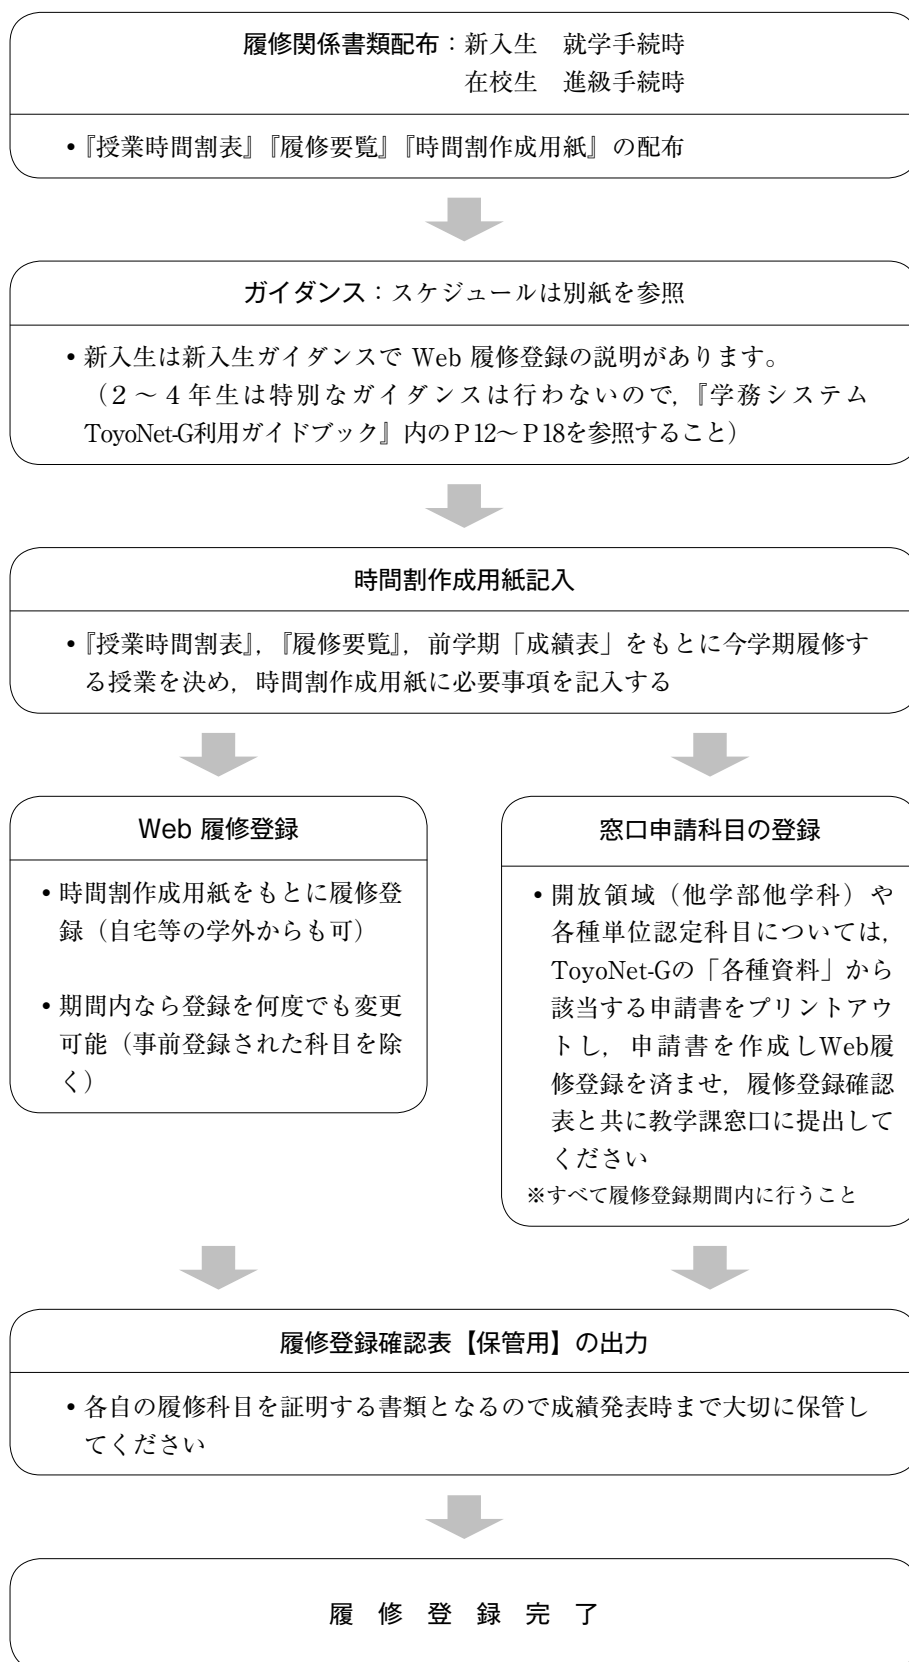 履修関係書類配布：新入生　就学手続時
在校生　進級手続時
•『授業時間割表』『履修要覧』『時間割作成用紙』の配布
ガイダンス：スケジュールは別紙を参照
• 新入生は新入生ガイダンスで Web 履修登録の説明があります。
（２～４年生は特別なガイダンスは行わないので，『学務システム
ToyoNet-G利用ガイドブック』内のＰ12～Ｐ18を参照すること）
時間割作成用紙記入
•『授業時間割表』，『履修要覧』，前学期「成績表」をもとに今学期履修す
る授業を決め，時間割作成用紙に必要事項を記入する
Web 履修登録
• 時間割作成用紙をもとに履修登
録（自宅等の学外からも可）
• 期間内なら登録を何度でも変更
可能（事前登録された科目を除
く）
窓口申請科目の登録
• 開放領域（他学部他学科）や
各種単位認定科目については，
ToyoNet-Gの「各種資料」から
該当する申請書をプリントアウ
トし，申請書を作成しWeb履
修登録を済ませ，履修登録確認
表と共に教学課窓口に提出して
ください
※すべて履修登録期間内に行うこと
履修登録確認表【保管用】の出力
• 各自の履修科目を証明する書類となるので成績発表時まで大切に保管し
てください
履　修　登　録　完　了